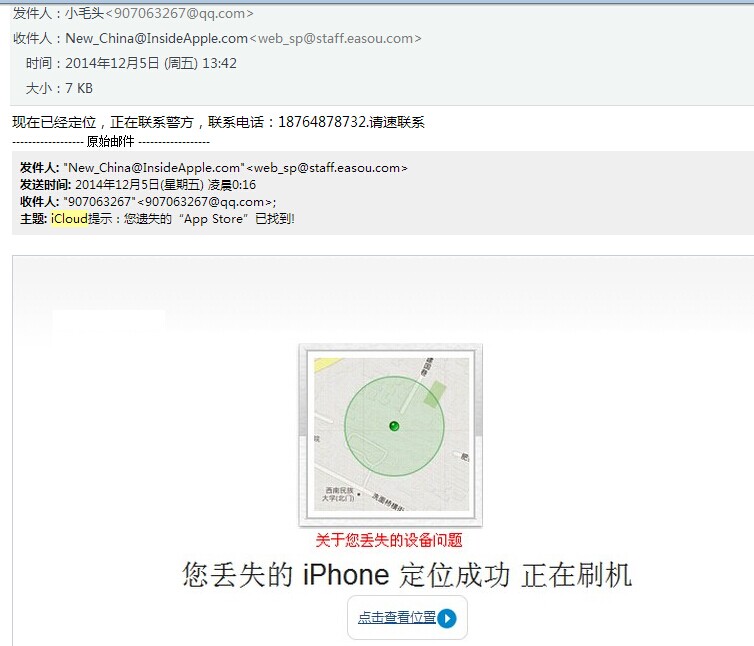 发件人：小毛头<907063267@qq.com>
收件人：New_China@InsideApple.com<web_sp@staff.easou.com>
时间：2014年12月5日 (周五) 13:42
大小：7 KB
现在已经定位，正在联系警方，联系电话：18764878732.请速联系
------------------ 原始邮件 ------------------
发件人: "New_China@InsideApple.com"<web_sp@staff.easou.com>
发送时间: 2014年12月5日(星期五) 凌晨0:16
收件人: "907063267"<907063267@qq.com>;
主题: iCloud提示：您遗失的“App Store”已找到!
西南民族
大学(北门)
洗面桥横街
关于您丢失的设备问题
您丢失的 iPhone 定位成功 正在刷机
点击查看位置